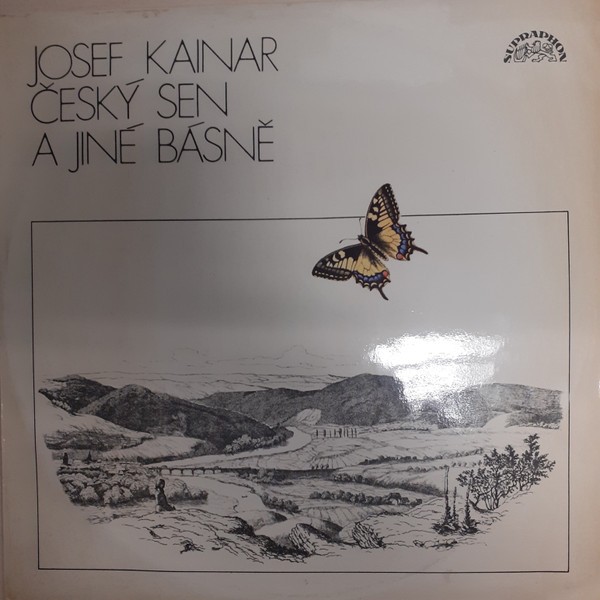 JOSEF KAINAR
ČESKÝ SEN
A JINÉ BÁSNĚ
SUPRAPHON